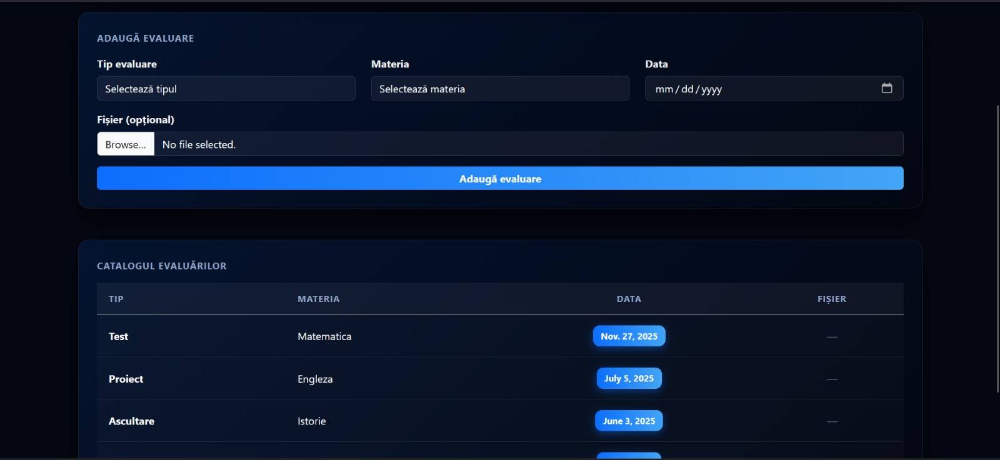 ADAUGĂ EVALUARE
Tip evaluare Materia Data
Selectează tipul Selectează materia mm/dd/yyyy
Fișier (opțional)
Browse... No file selected.
Adaugă evaluare
CATALOGUL EVALUĂRILOR
TIP MATERIA DATA FIȘIER
Test Matematica Nov. 27, 2025 —
Proiect Engleza July 5, 2025 —
Ascultare Istorie June 3, 2025 —